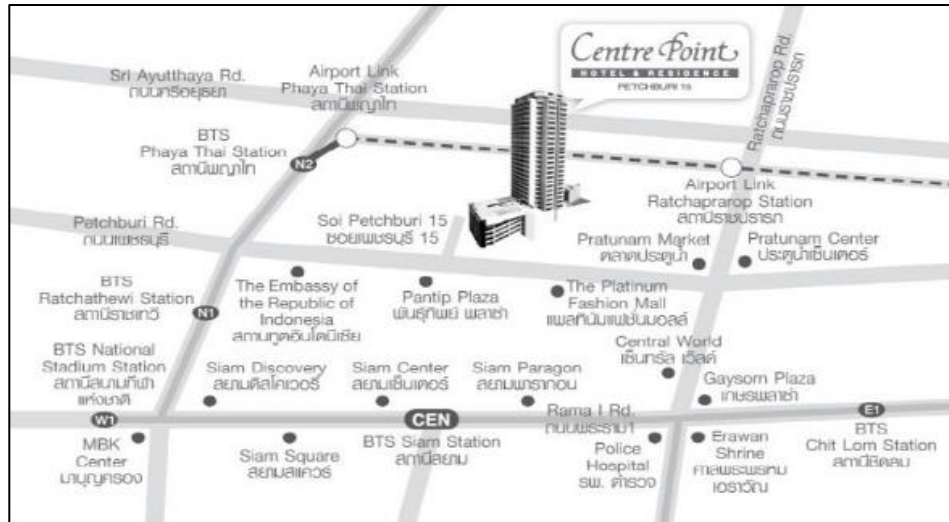 Centre Point
HOTEL & RESIDENCE
PETCHBURI 15
Ratchaprarop Rd.
ถนนราชปรารภ
Sri Ayutthaya Rd.
ถนนศรีอยุธยา
Airport Link
Phaya Thai Station
สถานีพญาไท
BTS
Phaya Thai Station
สถานีพญาไท
N2
Airport Link
Ratchaprarop Station
สถานีราชปรารภ
Petchburi Rd.
ถนนเพชรบุรี
Soi Petchburi 15
ซอยเพชรบุรี 15
Pratunam Market
ตลาดประตูน้ำ
Pratunam Center
ประตูน้ำเซ็นเตอร์
BTS
Ratchathewi Station
สถานีราชเทวี
N1
The Embassy of
the Republic of
Indonesia
สถานทูตอินโดนีเซีย
Pantip Plaza
พันธุ์ทิพย์ พลาซ่า
The Platinum
Fashion Mall
แพลทินัมแฟชั่นมอลล์
Central World
เซ็นทรัล เวิลด์
BTS National
Stadium Station
สถานีสนามกีฬา
แห่งชาติ
W1
Siam Discovery
สยามดิสโคเวอรี่
Siam Center
สยามเซ็นเตอร์
Siam Paragon
สยามพารากอน
Gaysorn Plaza
เกษรพลาซ่า
Rama I Rd.
ถนนพระราม1
CEN
E1
MBK
Center
มาบุญครอง
Siam Square
สยามสแควร์
BTS Siam Station
สถานีสยาม
Police
Hospital
รพ. ตำรวจ
Erawan
Shrine
ศาลพระพรหม
เอราวัณ
BTS
Chit Lom Station
สถานีชิดลม